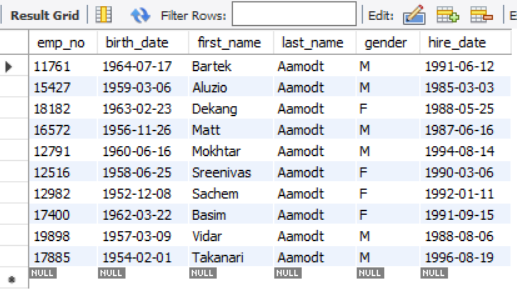 Result Grid Filter Rows: Edit: E
emp_no birth_date first_name last_name gender hire_date
11761 1964-07-17 Bartek Aamodt M 1991-06-12
15427 1959-03-06 Aluzio Aamodt M 1985-03-03
18182 1963-02-23 Dekang Aamodt F 1988-05-25
16572 1956-11-26 Matt Aamodt M 1987-06-16
12791 1960-06-16 Mokhtar Aamodt M 1994-08-14
12516 1958-06-25 Sreenivas Aamodt F 1990-03-06
12982 1952-12-08 Sachem Aamodt F 1992-01-11
17400 1962-03-22 Basim Aamodt F 1991-09-15
19898 1957-03-09 Vidar Aamodt M 1988-08-06
17885 1954-02-01 Takanari Aamodt M 1996-08-19
NULL NULL NULL NULL NULL NULL